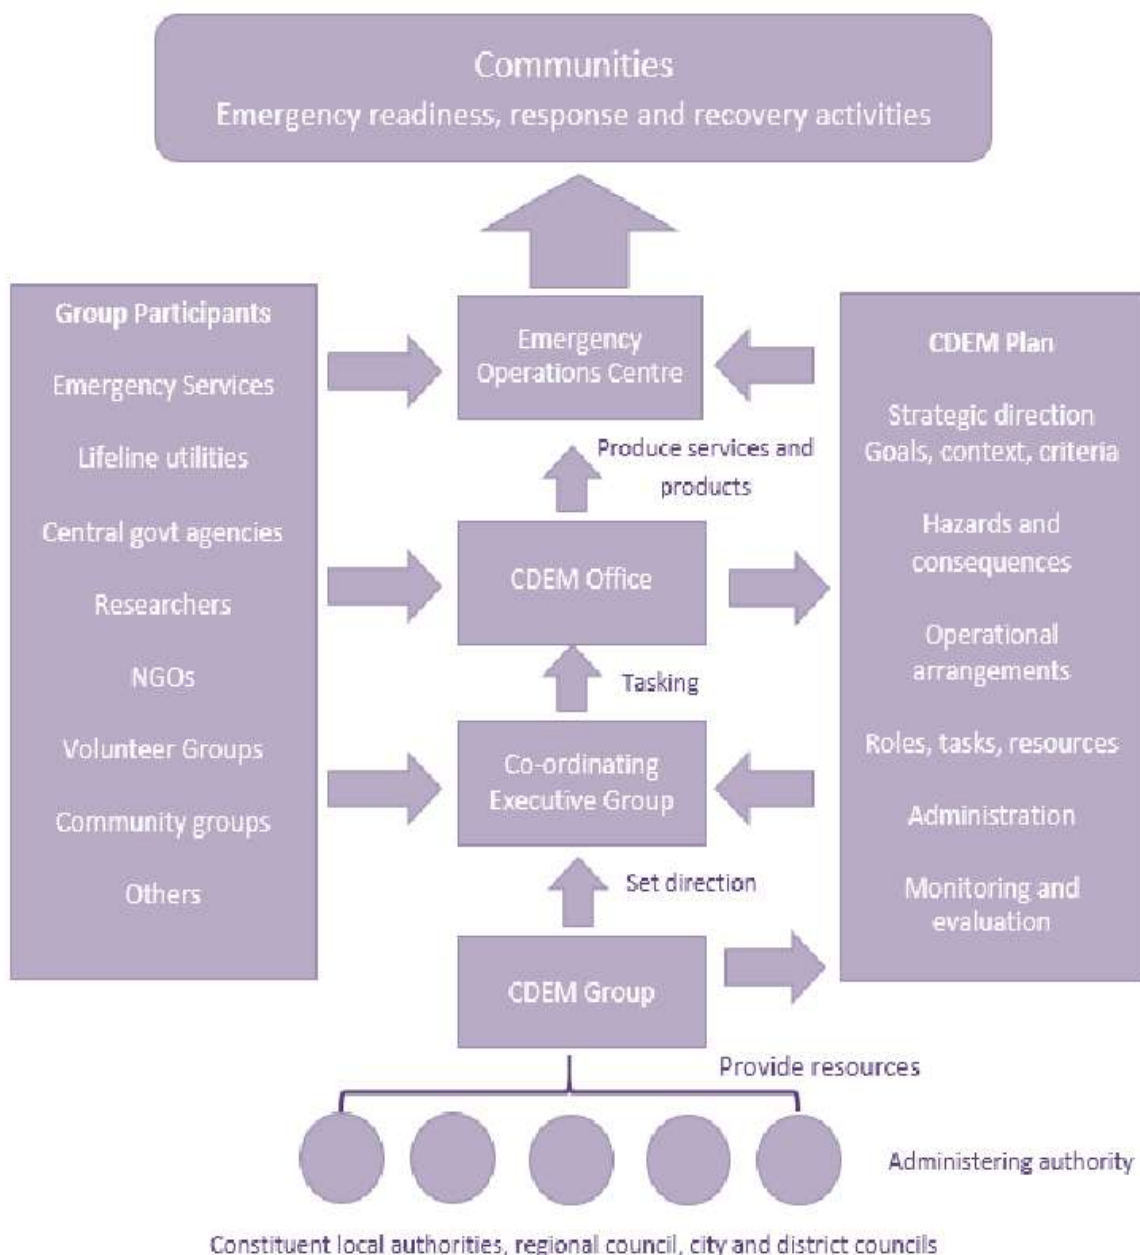 Communities
Emergency readiness, response and recovery activities
Group Participants
Emergency Services
Lifeline utilities
Central govt agencies
Researchers
NGOs
Volunteer Groups
Community groups
Others
Emergency
Operations Centre
Produce services and
products
CDEM Office
Tasking
Co-ordinating
Executive Group
Set direction
CDEM Group
CDEM Plan
Strategic direction
Goals, context, criteria
Hazards and
consequences
Operational
arrangements
Roles, tasks, resources
Administration
Monitoring and
evaluation
Provide resources
Administering authority
Constituent local authorities, regional council, city and district councils